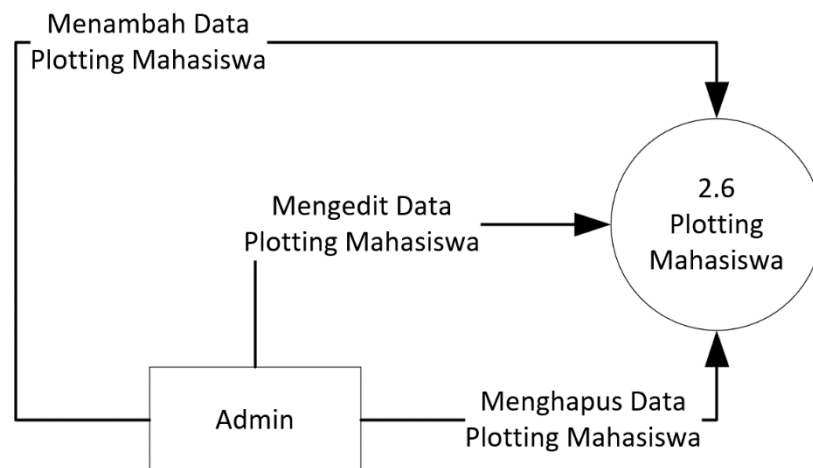 Menambah Data
Plotting Mahasiswa
Mengedit Data
Plotting Mahasiswa
2.6
Plotting
Mahasiswa
Admin
Menghapus Data
Plotting Mahasiswa